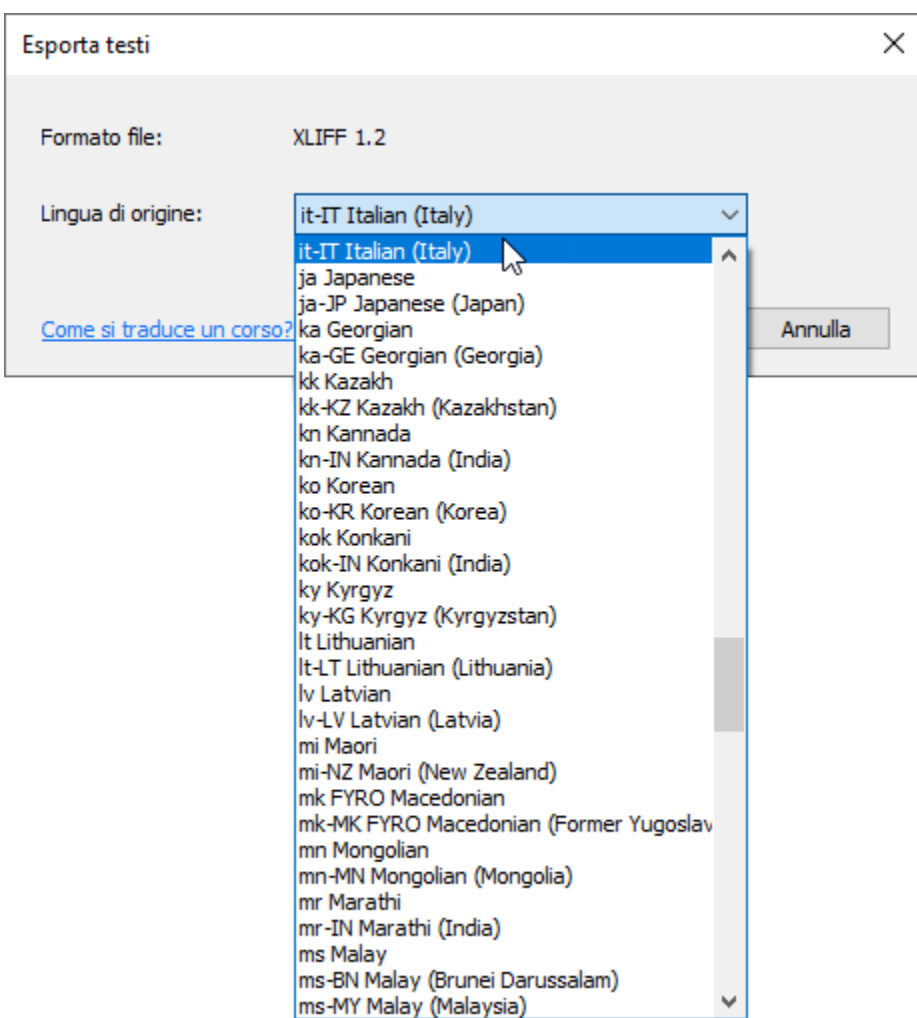 Esporta testi
Formato file: XLIFF 1.2
Lingua di origine: it-IT Italian (Italy)
it-IT Italian (Italy)
ja Japanese
ja-JP Japanese (Japan)
Come si traduce un corso? ka Georgian Annulla
ka-GE Georgian (Georgia)
kk Kazakh
kk-KZ Kazakh (Kazakhstan)
kn Kannada
kn-IN Kannada (India)
ko Korean
ko-KR Korean (Korea)
kok Konkani
kok-IN Konkani (India)
ky Kyrgyz
ky-KG Kyrgyz (Kyrgyzstan)
lt Lithuanian
lt-LT Lithuanian (Lithuania)
lv Latvian
lv-LV Latvian (Latvia)
mi Maori
mi-NZ Maori (New Zealand)
mk FYRO Macedonian
mk-MK FYRO Macedonian (Former Yugoslav
mn Mongolian
mn-MN Mongolian (Mongolia)
mr Marathi
mr-IN Marathi (India)
ms Malay
ms-BN Malay (Brunei Darussalam)
ms-MY Malay (Malaysia)